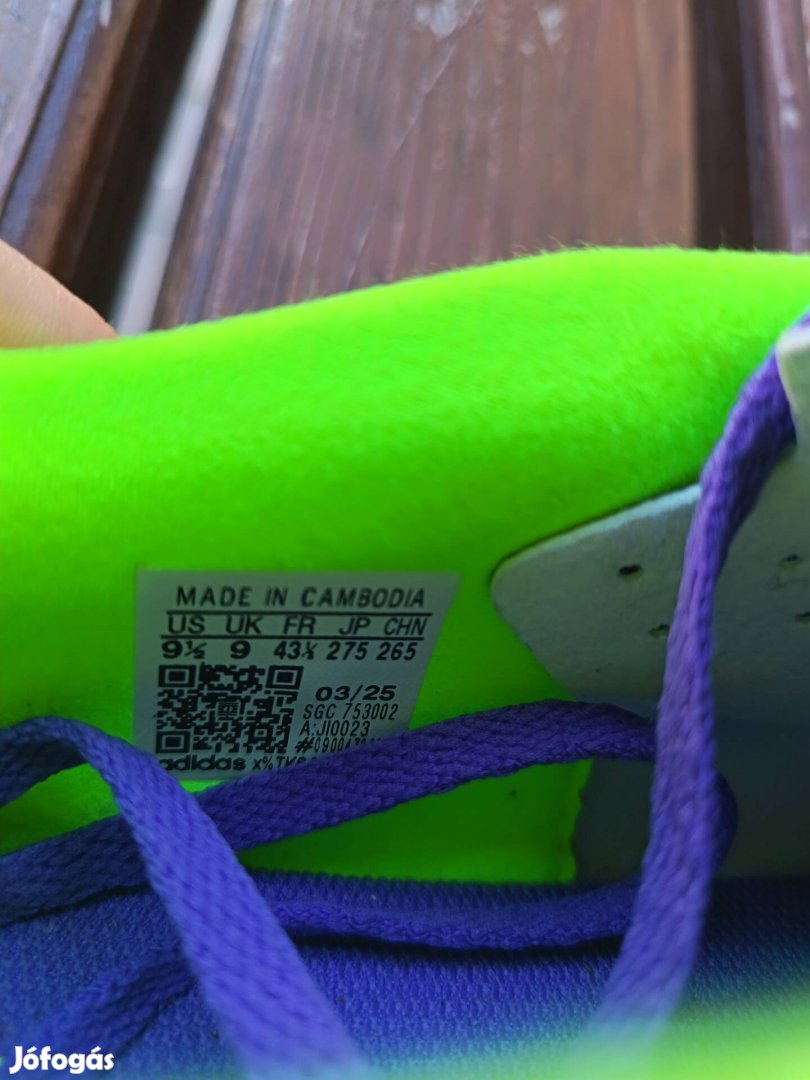 MADE IN CAMBODIA
US UK FR JP CHN
9½ 9 43⅓ 275 265
03/25
SGC 753002
A:JI0023
adidas
Jófogás